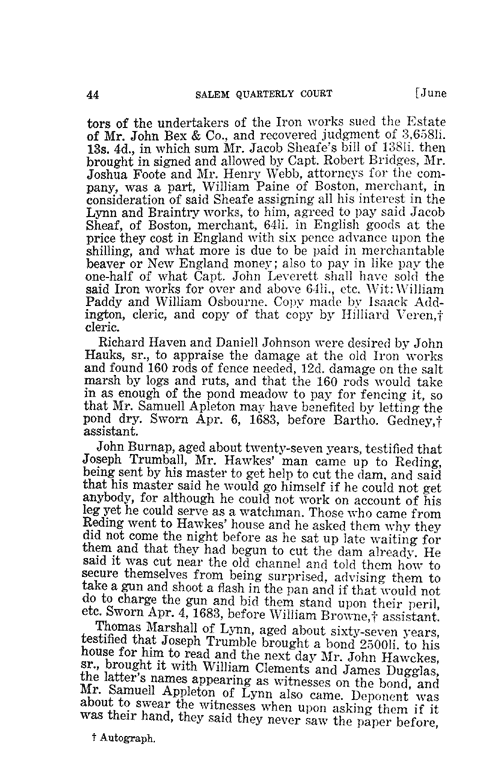 44 SALEM QUARTERLY COURT [June
tors of the undertakers of the Iron works sued the Estate
of Mr. John Bex & Co., and recovered judgment of 3,658li.
13s. 4d., in which sum Mr. Jacob Sheafe's bill of 138li. then
brought in signed and allowed by Capt. Robert Bridges, Mr.
Joshua Foote and Mr. Henry Webb, attorneys for the com-
pany, was a part, William Paine of Boston, merchant, in
consideration of said Sheafe assigning all his interest in the
Lynn and Braintry works, to him, agreed to pay said Jacob
Sheaf, of Boston, merchant, 64li. in English goods at the
price they cost in England with six pence advance upon the
shilling, and what more is due to be paid in merchantable
beaver or New England money; also to pay in like pay the
one-half of what Capt. John Leverett shall have sold the
said Iron works for over and above 64li., etc. Wit: William
Paddy and William Osbourne. Copy made by Isaack Add-
ington, cleric, and copy of that copy by Hilliard Veren,†
cleric.
Richard Haven and Daniell Johnson were desired by John
Hauks, sr., to appraise the damage at the old Iron works
and found 160 rods of fence needed, 12d. damage on the salt
marsh by logs and ruts, and that the 160 rods would take
in as enough of the pond meadow to pay for fencing it, so
that Mr. Samuell Apleton may have benefited by letting the
pond dry. Sworn Apr. 6, 1683, before Bartho. Gedney,†
assistant.
John Burnap, aged about twenty-seven years, testified that
Joseph Trumball, Mr. Hawkes' man came up to Reding,
being sent by his master to get help to cut the dam, and said
that his master said he would go himself if he could not get
anybody, for although he could not work on account of his
leg yet he could serve as a watchman. Those who came from
Reding went to Hawkes' house and he asked them why they
did not come the night before as he sat up late waiting for
them and that they had begun to cut the dam already. He
said it was cut near the old channel and told them how to
secure themselves from being surprised, advising them to
take a gun and shoot a flash in the pan and if that would not
do to charge the gun and bid them stand upon their peril,
etc. Sworn Apr. 4, 1683, before William Browne,† assistant.
Thomas Marshall of Lynn, aged about sixty-seven years,
testified that Joseph Trumble brought a bond 2500li. to his
house for him to read and the next day Mr. John Hawckes,
sr., brought it with William Clements and James Dugglas,
the latter's names appearing as witnesses on the bond, and
Mr. Samuell Appleton of Lynn also came. Deponent was
about to swear the witnesses when upon asking them if it
was their hand, they said they never saw the paper before,
† Autograph.